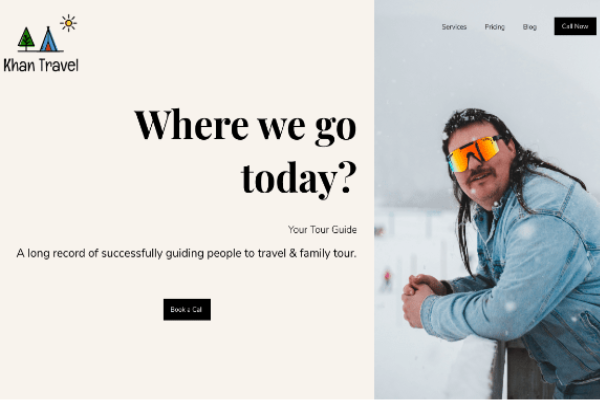 Khan Travel
Services Pricing Blog Call Now
Where we go
today?
Your Tour Guide
A long record of successfully guiding people to travel & family tour.
Book a Call